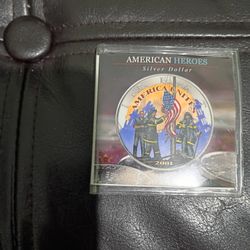 AMERICAN HEROES
Silver Dollar
AMERICA UNITED
2001